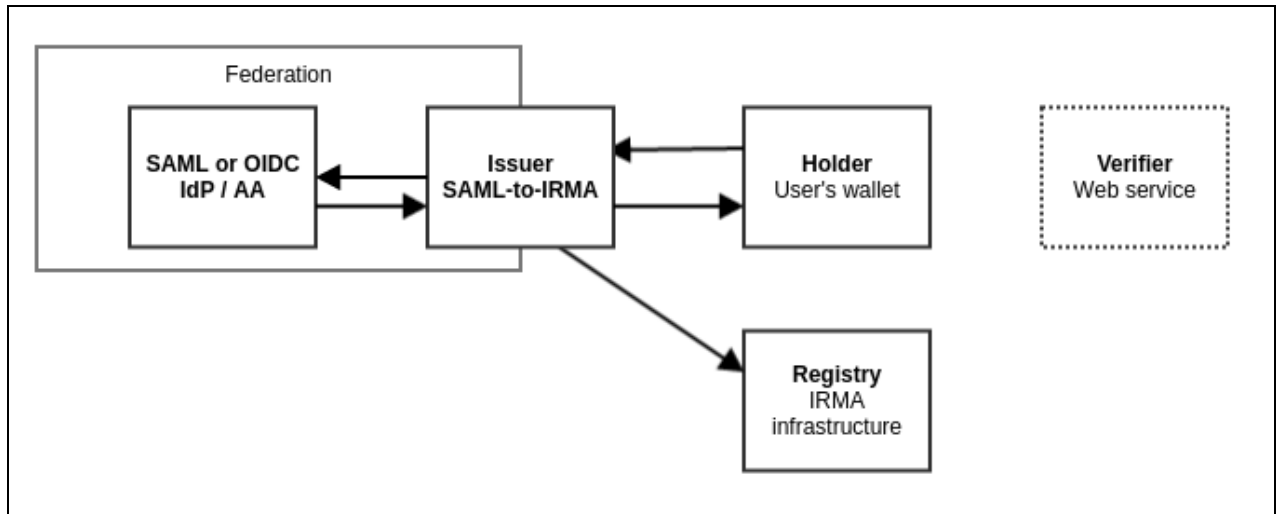 Federation
SAML or OIDC
IdP / AA
Issuer
SAML-to-IRMA
Holder
User's wallet
Verifier
Web service
Registry
IRMA
infrastructure